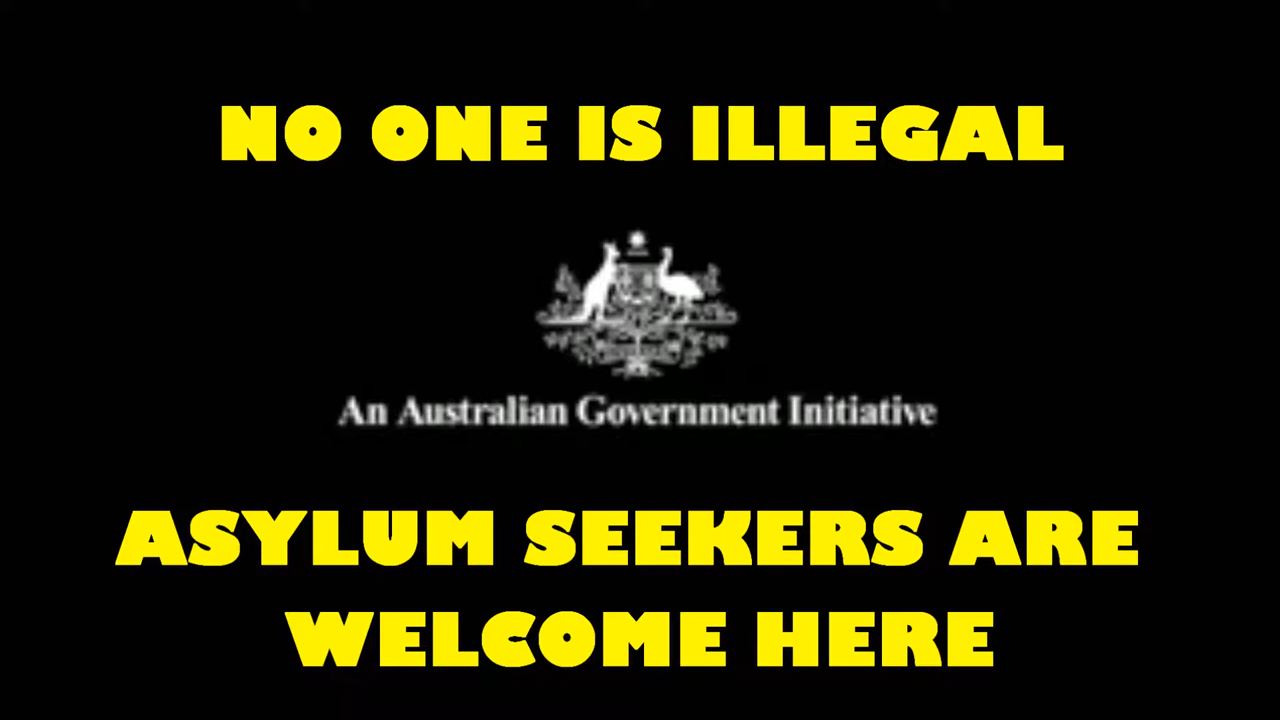 NO ONE IS ILLEGAL
An Australian Government Initiative
ASYLUM SEEKERS ARE
WELCOME HERE